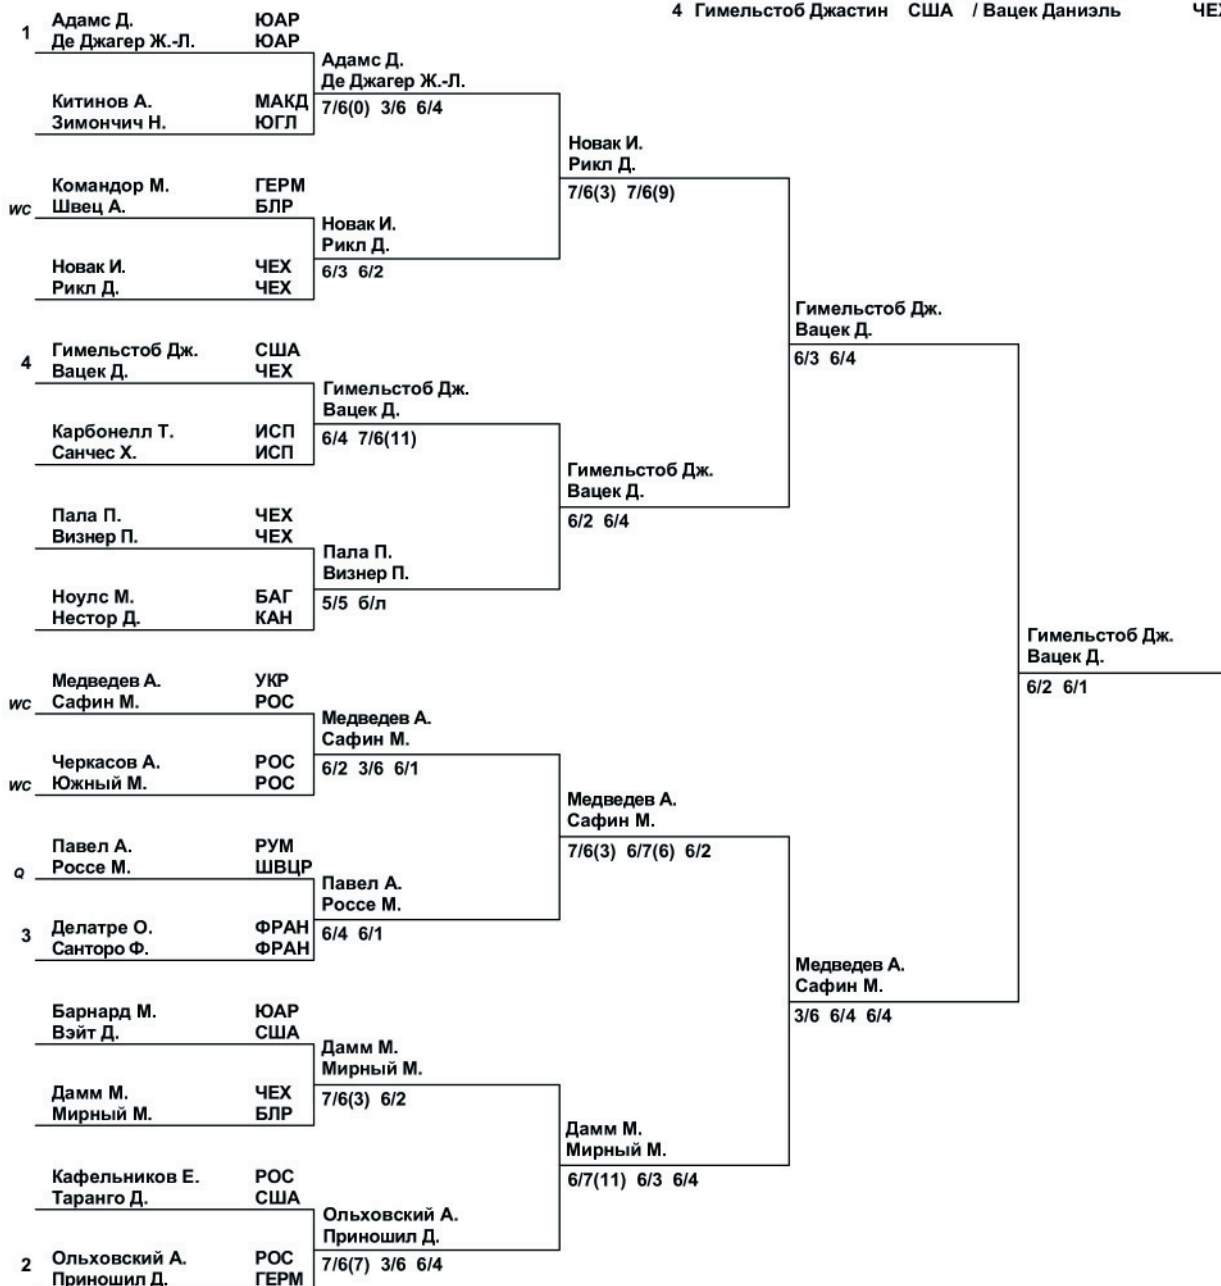 4 Гимельстоб Джастин США / Вацек Даниэль ЧЕХ
1 Адамс Д. ЮАР
Де Джагер Ж.-Л. ЮАР
Китинов А. МАКД
Зимончич Н. ЮГЛ
Командор М. ГЕРМ
WC Швец А. БЛР
Новак И. ЧЕХ
Рикл Д. ЧЕХ
4 Гимельстоб Дж. США
Вацек Д. ЧЕХ
Карбонелл Т. ИСП
Санчес Х. ИСП
Пала П. ЧЕХ
Визнер П. ЧЕХ
Ноулс М. БАГ
Нестор Д. КАН
Медведев А. УКР
WC Сафин М. РОС
Черкасов А. РОС
WC Южный М. РОС
Павел А. РУМ
Q Россе М. ШВЦР
3 Делатре О. ФРАН
Санторо Ф. ФРАН
Барнард М. ЮАР
Вэйт Д. США
Дамм М. ЧЕХ
Мирный М. БЛР
Кафельников Е. РОС
Таранго Д. США
2 Ольховский А. РОС
Приношил Д. ГЕРМ
Адамс Д.
Де Джагер Ж.-Л.
7/6(0) 3/6 6/4
Новак И.
Рикл Д.
6/3 6/2
Гимельстоб Дж.
Вацек Д.
6/4 7/6(11)
Пала П.
Визнер П.
5/5 б/л
Медведев А.
Сафин М.
6/2 3/6 6/1
Павел А.
Россе М.
6/4 6/1
Дамм М.
Мирный М.
7/6(3) 6/2
Ольховский А.
Приношил Д.
7/6(7) 3/6 6/4
Новак И.
Рикл Д.
7/6(3) 7/6(9)
Гимельстоб Дж.
Вацек Д.
6/2 6/4
Медведев А.
Сафин М.
7/6(3) 6/7(6) 6/2
Дамм М.
Мирный М.
6/7(11) 6/3 6/4
Гимельстоб Дж.
Вацек Д.
6/3 6/4
Медведев А.
Сафин М.
3/6 6/4 6/4
Гимельстоб Дж.
Вацек Д.
6/2 6/1